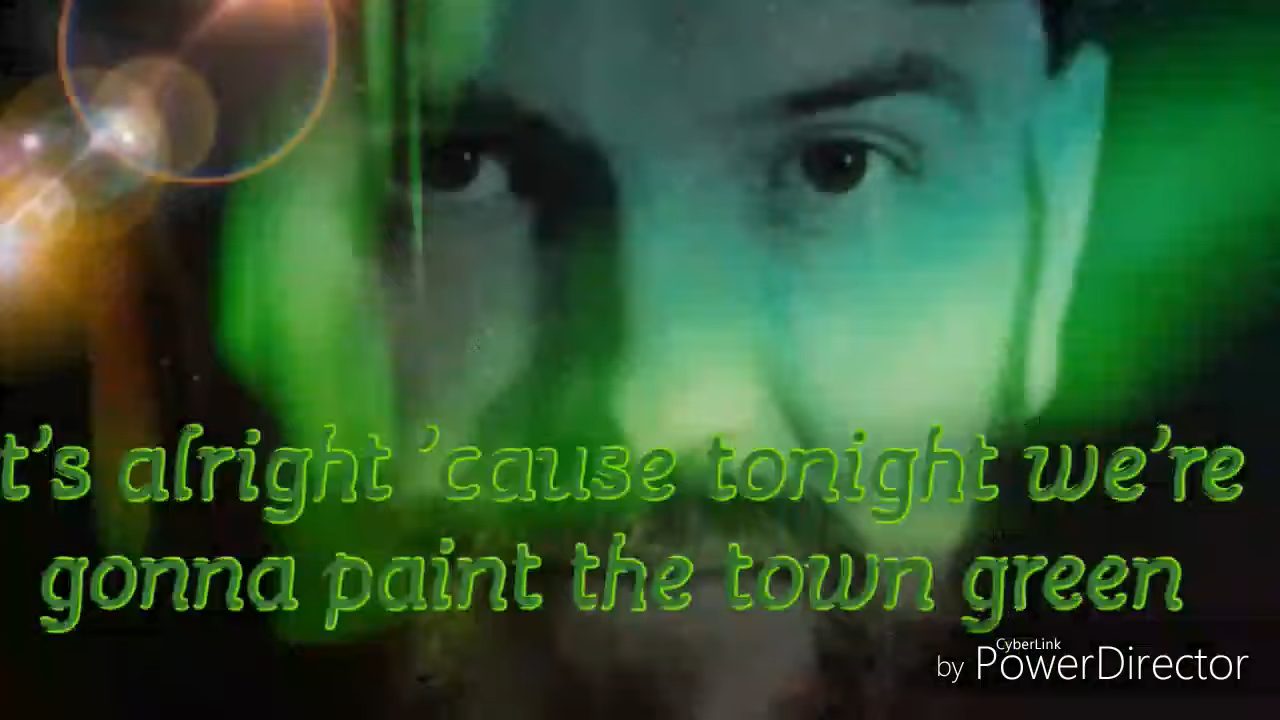 t's alright 'cause tonight we're
gonna paint the town green
CyberLink
by PowerDirector